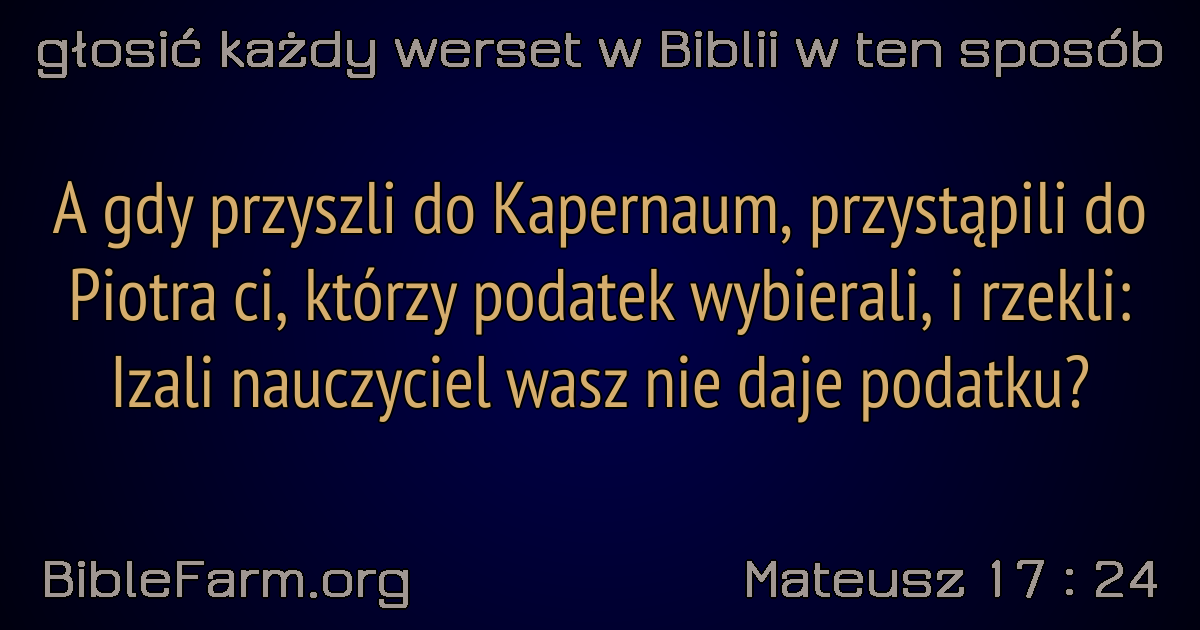 głosić każdy werset w Biblii w ten sposób
A gdy przyszli do Kapernaum, przystąpili do
Piotra ci, którzy podatek wybierali, i rzekli:
Izali nauczyciel wasz nie daje podatku?
BibleFarm.org
Mateusz 17 : 24